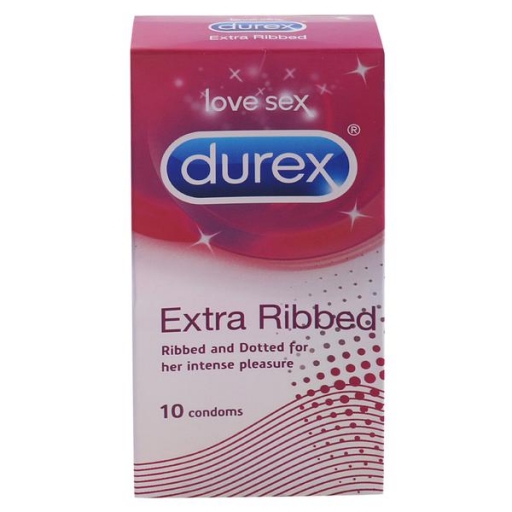 durex
Extra Ribbed
love sex
durex®
Extra Ribbed
Ribbed and Dotted for
her intense pleasure
10 condoms